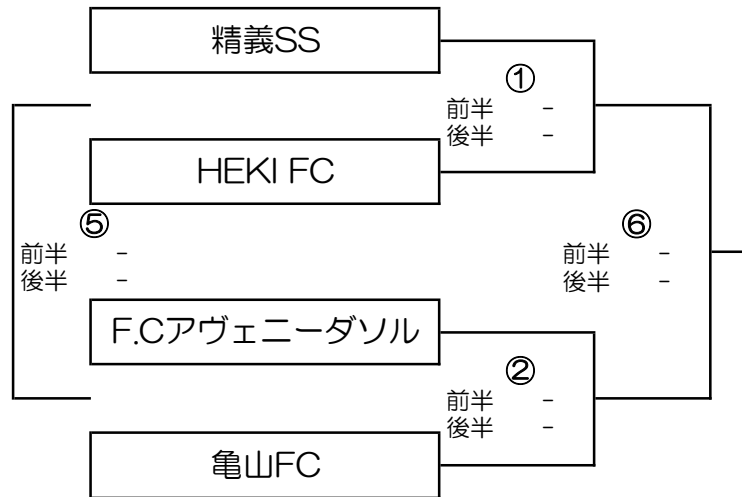 精義SS
①
前半 -
後半 -
HEKI FC
⑤
前半 -
後半 -
⑥
前半 -
後半 -
F.Cアヴェニーダソル
②
前半 -
後半 -
亀山FC